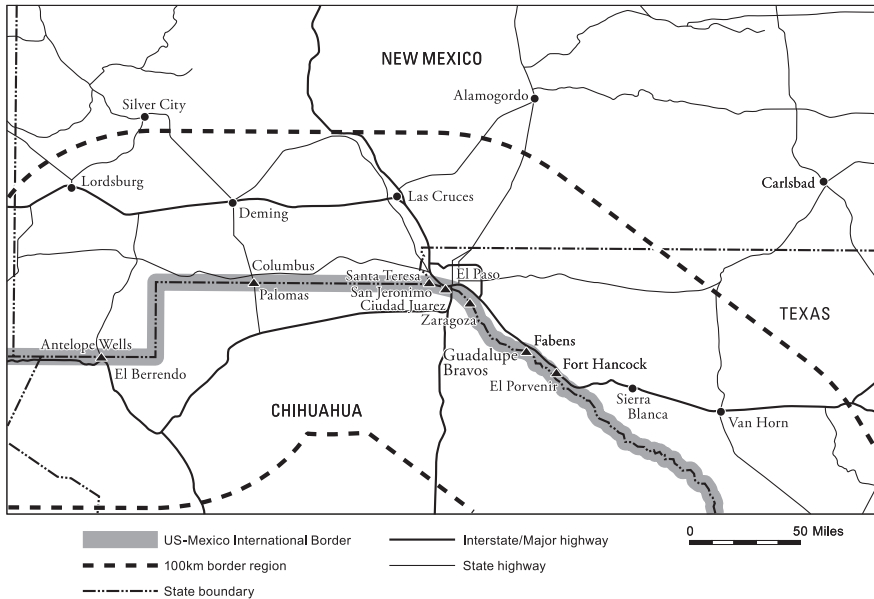 NEW MEXICO
Silver City
Alamogordo
Lordsburg
Las Cruces
Carlsbad
Deming
Columbus
Santa Teresa
El Paso
Palomas
San Jeronimo
Ciudad Juarez
Zaragoza
TEXAS
Antelope Wells
Fabens
Guadalupe
Bravos
Fort Hancock
El Berrendo
El Porvenir
Sierra
Blanca
CHIHUAHUA
Van Horn
US-Mexico International Border
Interstate/Major highway
0 50 Miles
100km border region
State highway
State boundary